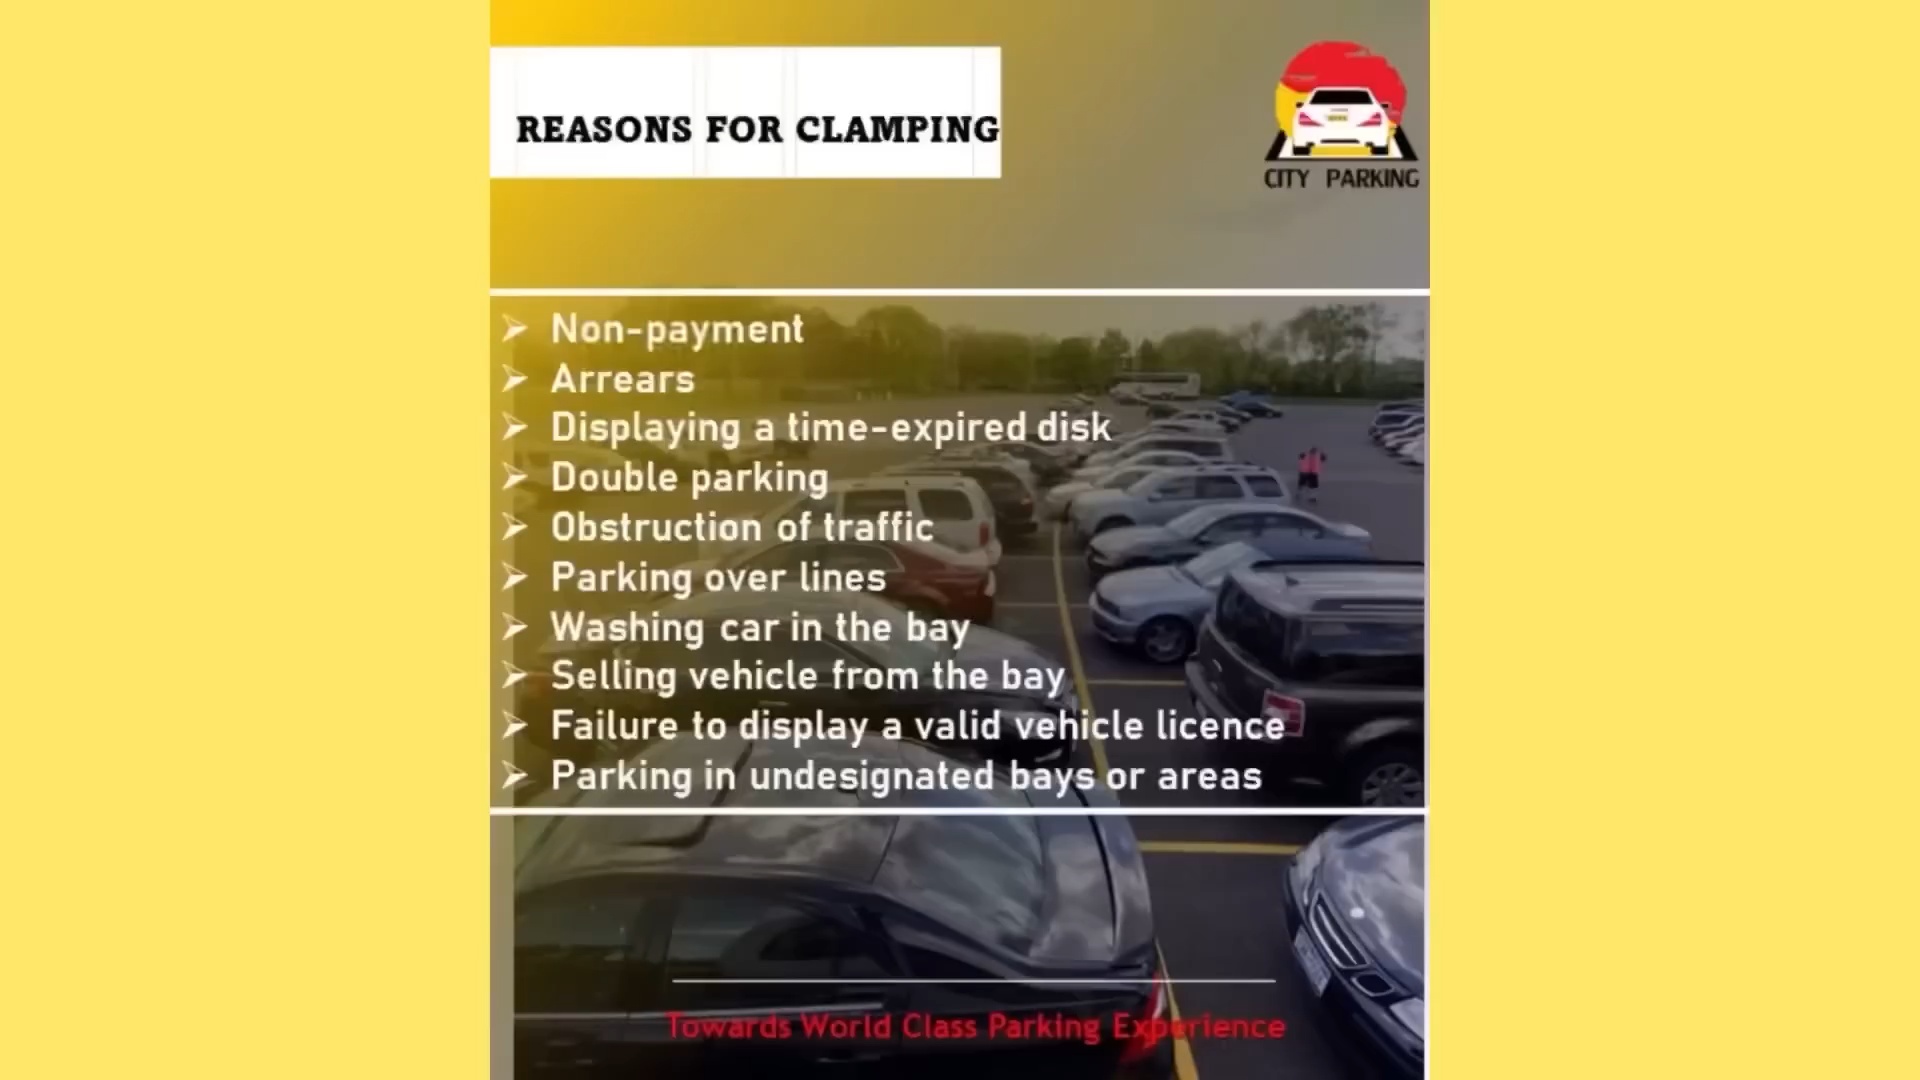 REASONS FOR CLAMPING
CITY PARKING
Non-payment
Arrears
Displaying a time-expired disk
Double parking
Obstruction of traffic
Parking over lines
Washing car in the bay
Selling vehicle from the bay
Failure to display a valid vehicle licence
Parking in undesignated bays or areas
Towards World Class Parking Experience